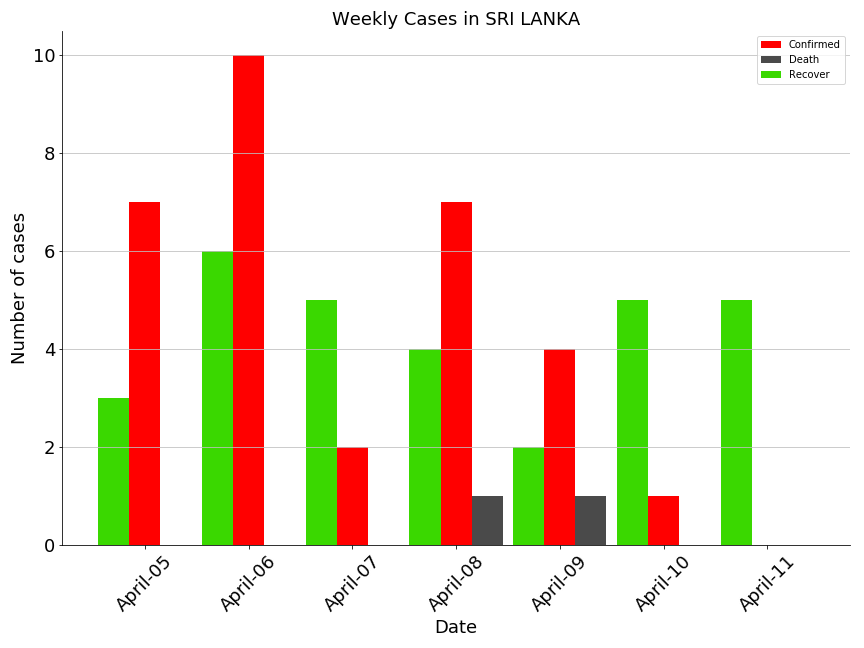 Weekly Cases in SRI LANKA
Confirmed
Death
Recover
Number of cases
10
8
6
4
2
0
April-05
April-06
April-07
April-08
April-09
April-10
April-11
Date